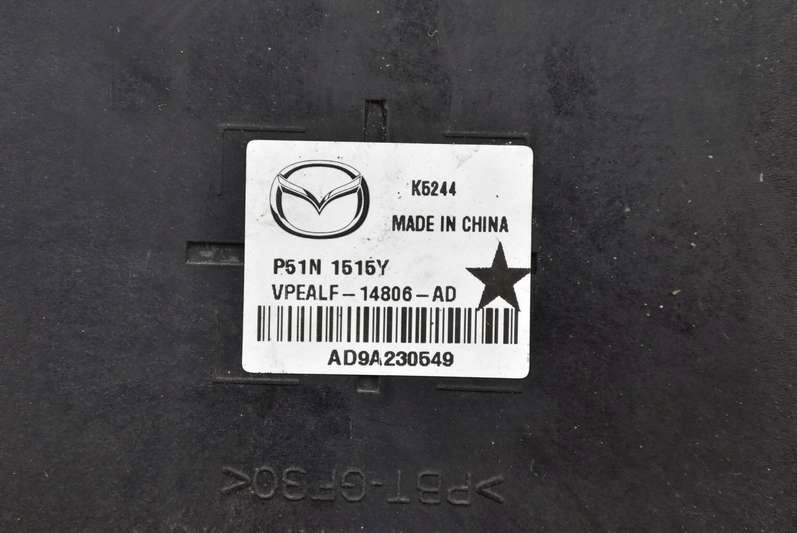 K5244
MADE IN CHINA
P51N 1515Y
VPEALF-14806-AD
AD9A230549
>PBT-GF30<